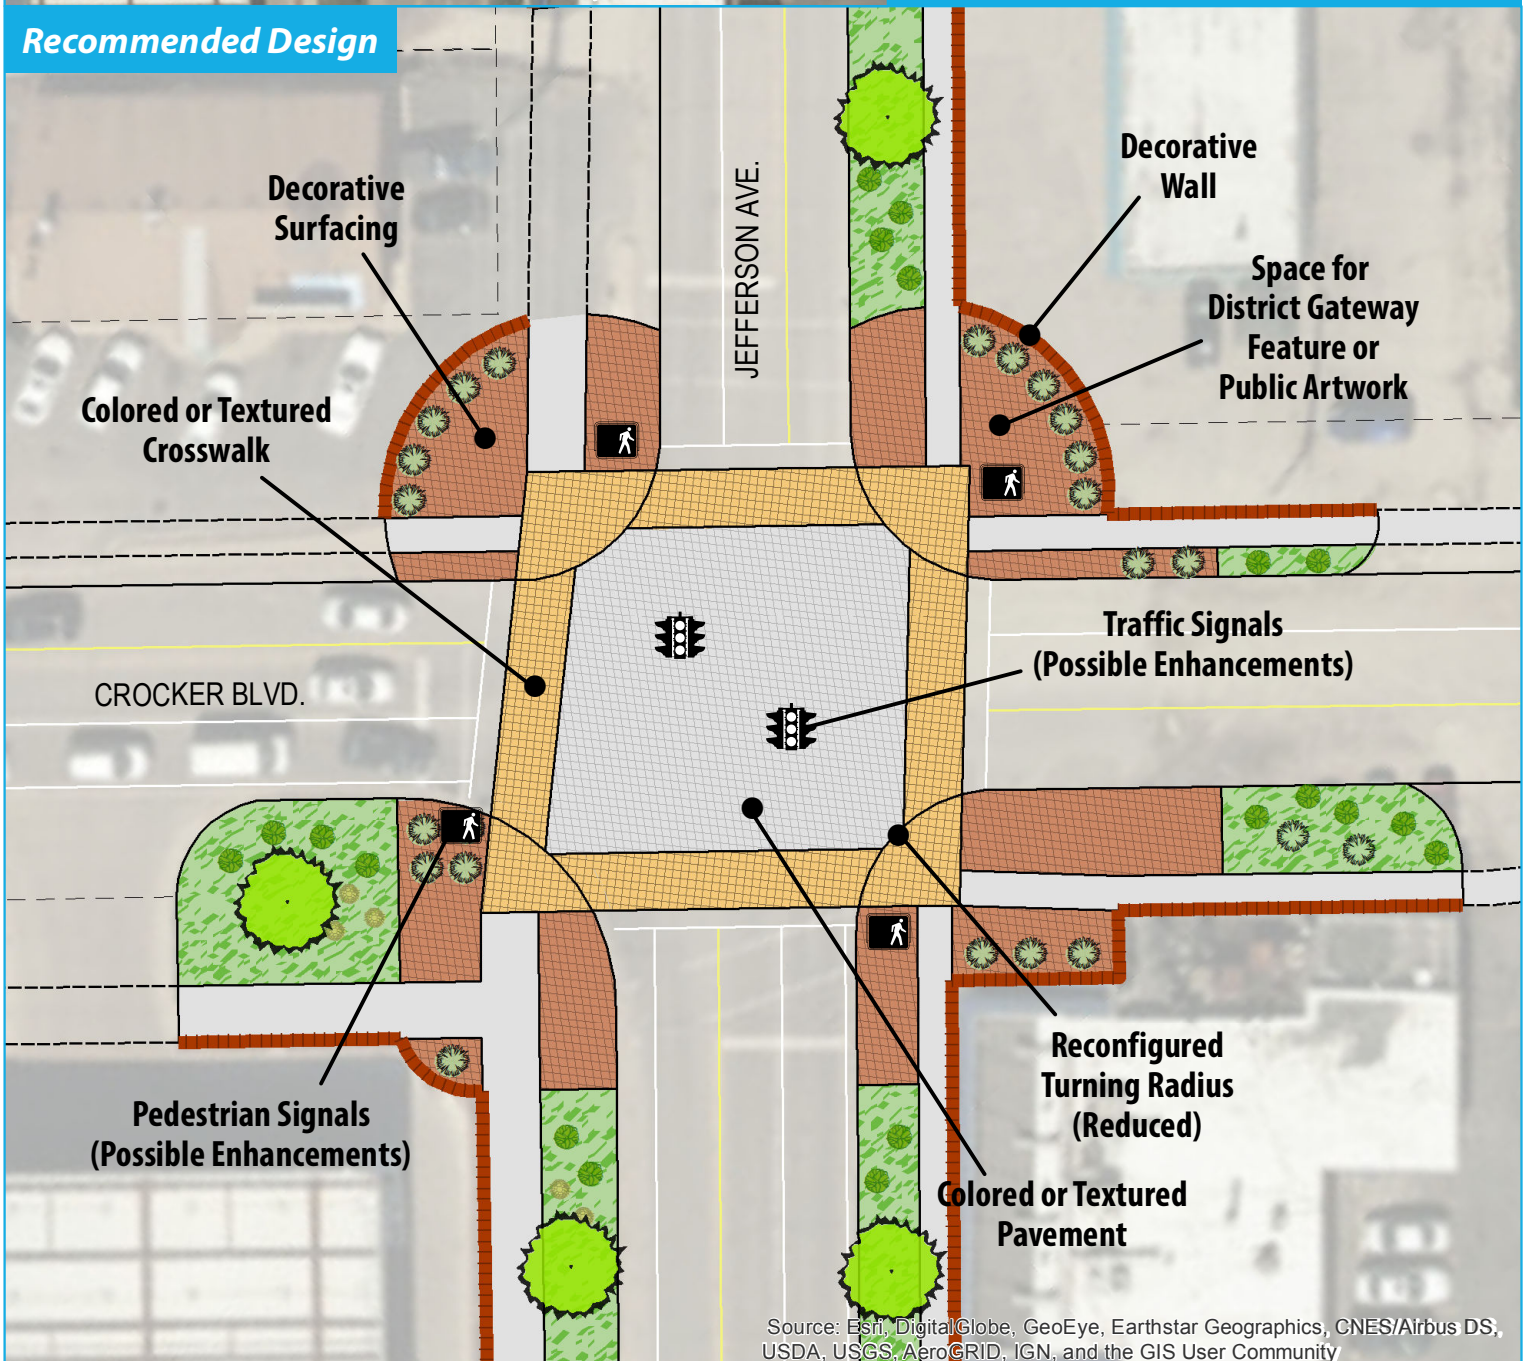 Recommended Design
Decorative
Wall
Decorative
Surfacing
JEFFERSON AVE.
Space for
District Gateway
Feature or
Public Artwork
Colored or Textured
Crosswalk
Traffic Signals
(Possible Enhancements)
CROCKER BLVD.
Reconfigured
Turning Radius
(Reduced)
Pedestrian Signals
(Possible Enhancements)
Colored or Textured
Pavement
Source: Esri, DigitalGlobe, GeoEye, Earthstar Geographics, CNES/Airbus DS,
USDA, USGS, AeroGRID, IGN, and the GIS User Community